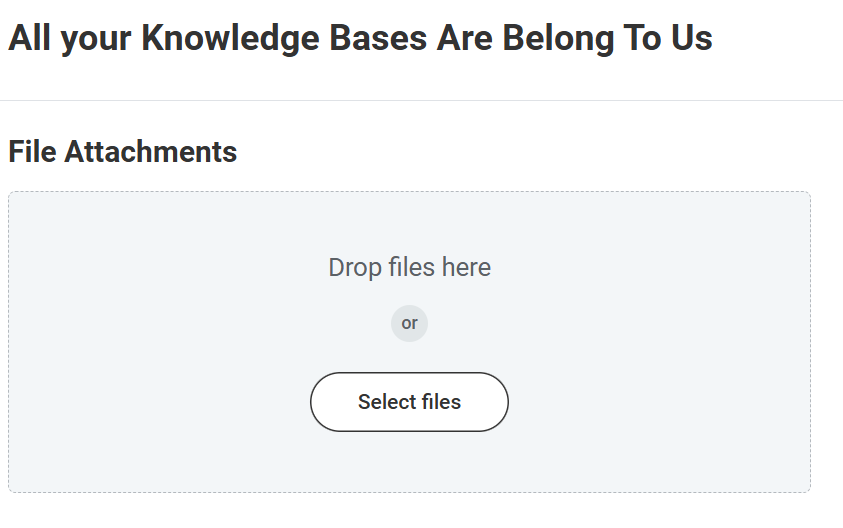 All your Knowledge Bases Are Belong To Us
File Attachments
Drop files here
or
Select files